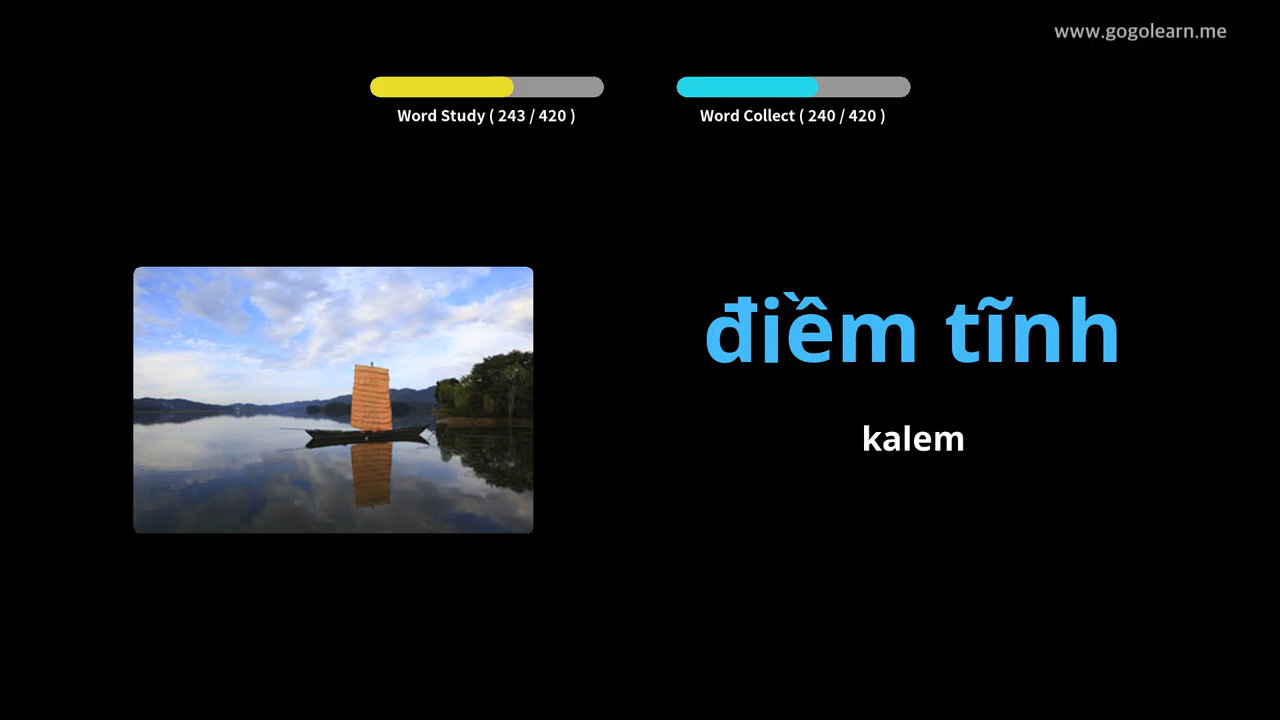 www.gogolearn.me
Word Study ( 243 / 420 )
Word Collect ( 240 / 420 )
điềm tĩnh
kalem